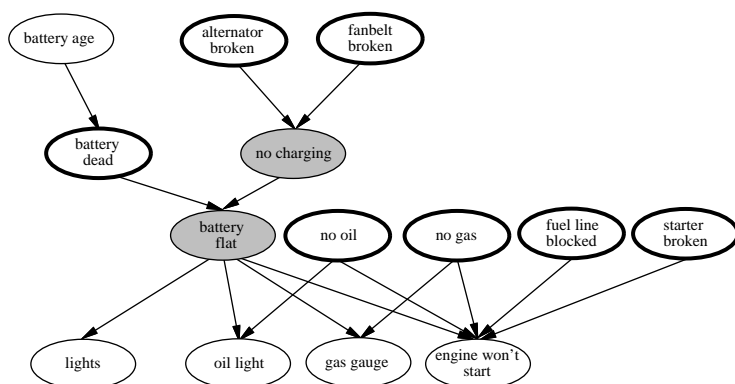 battery age
alternator
broken
fanbelt
broken
battery
dead
no charging
battery
flat
no oil
no gas
fuel line
blocked
starter
broken
lights
oil light
gas gauge
engine won't
start